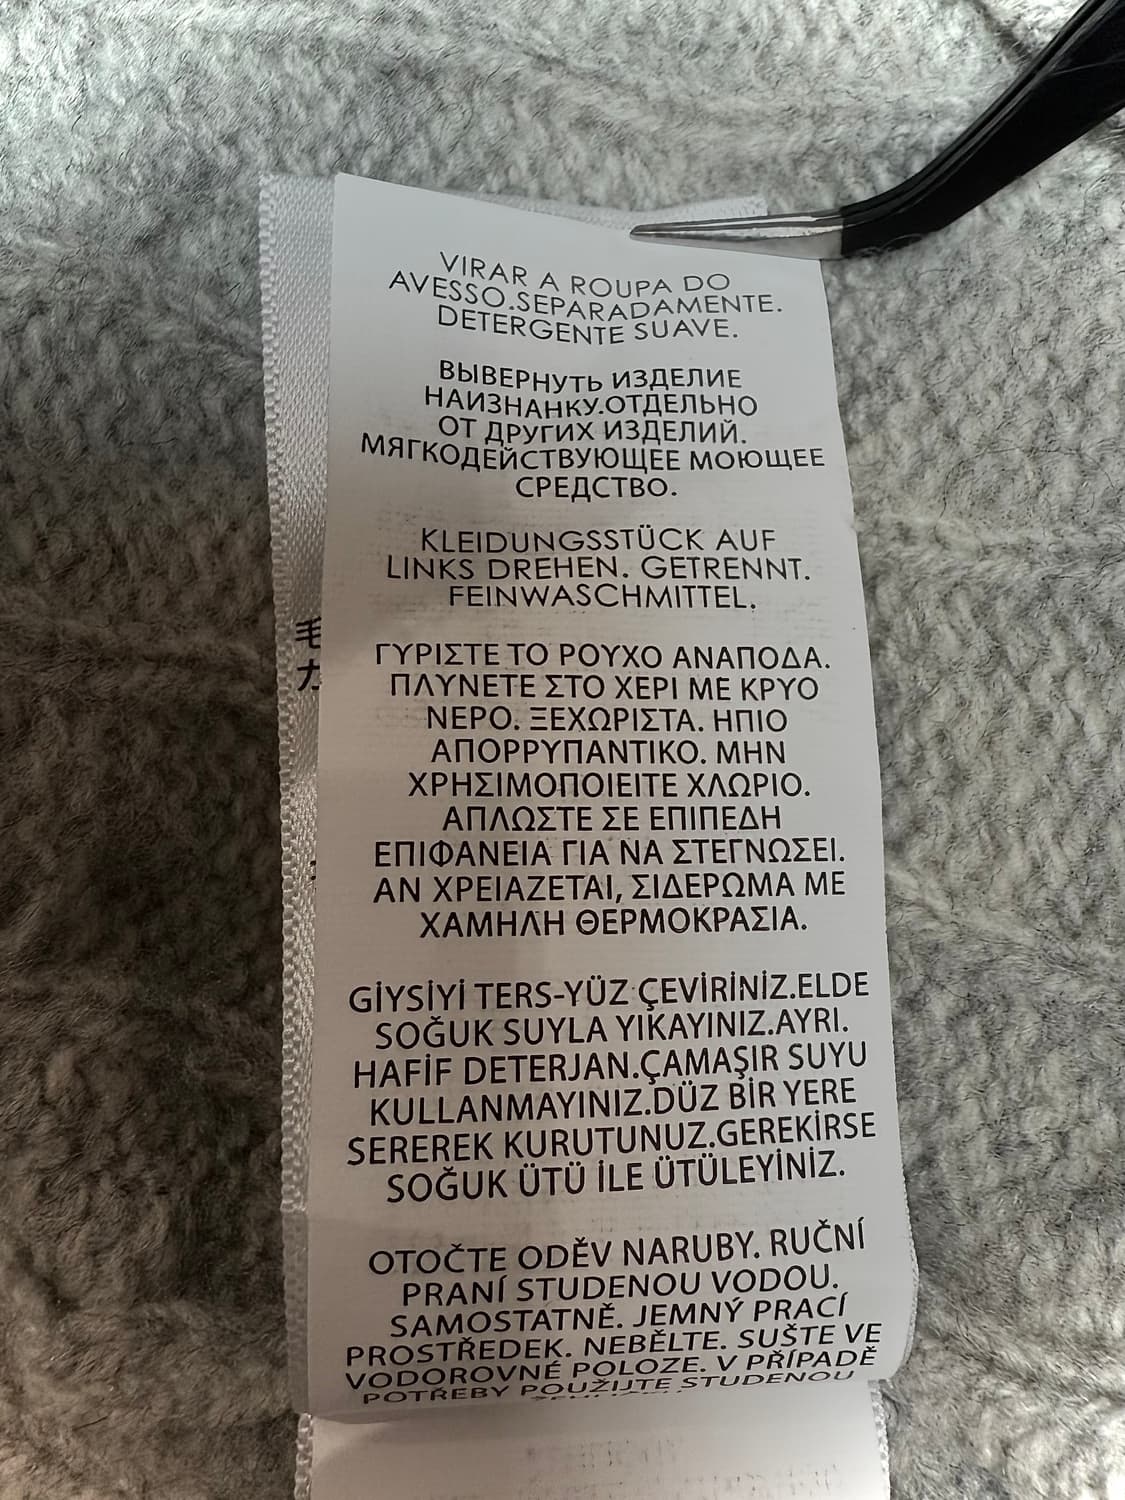 VIRAR A ROUPA DO
AVESSO.SEPARADAMENTE.
DETERGENTE SUAVE.
ВЫВЕРНУТЬ ИЗДЕЛИЕ
НАИЗНАНКУ.ОТДЕЛЬНО
ОТ ДРУГИХ ИЗДЕЛИЙ.
МЯГКОДЕЙСТВУЮЩЕЕ МОЮЩЕЕ
СРЕДСТВО.
KLEIDUNGSSTÜCK AUF
LINKS DREHEN. GETRENNT.
FEINWASCHMITTEL.
ΓΥΡΙΣΤΕ ΤΟ ΡΟΥΧΟ ΑΝΑΠΟΔΑ.
ΠΛΥΝΕΤΕ ΣΤΟ ΧΕΡΙ ΜΕ ΚΡΥΟ
ΝΕΡΟ. ΞΕΧΩΡΙΣΤΑ. ΗΠΙΟ
ΑΠΟΡΡΥΠΑΝΤΙΚΟ. ΜΗΝ
ΧΡΗΣΙΜΟΠΟΙΕΙΤΕ ΧΛΩΡΙΟ.
ΑΠΛΩΣΤΕ ΣΕ ΕΠΙΠΕΔΗ
ΕΠΙΦΑΝΕΙΑ ΓΙΑ ΝΑ ΣΤΕΓΝΩΣΕΙ.
ΑΝ ΧΡΕΙΑΖΕΤΑΙ, ΣΙΔΕΡΩΜΑ ΜΕ
ΧΑΜΗΛΗ ΘΕΡΜΟΚΡΑΣΙΑ.
GİYSİYİ TERS-YÜZ ÇEVİRİNİZ.ELDE
SOĞUK SUYLA YIKAYINIZ.AYRI.
HAFİF DETERJAN.ÇAMAŞIR SUYU
KULLANMAYINIZ.DÜZ BİR YERE
SEREREK KURUTUNUZ.GEREKİRSE
SOĞUK ÜTÜ İLE ÜTÜLEYİNİZ.
OTOČTE ODĚV NARUBY. RUČNÍ
PRANÍ STUDENOU VODOU.
SAMOSTATNĚ. JEMNÝ PRACÍ
PROSTŘEDEK. NEBĚLTE. SUŠTE VE
VODOROVNÉ POLOZE. V PŘÍPADĚ
POTŘEBY POUŽIJTE STUDENOU
毛